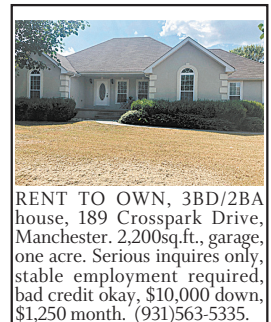 RENT TO OWN, 3BD/2BA
house, 189 Crosspark Drive,
Manchester. 2,200sq.ft., garage,
one acre. Serious inquires only,
stable employment required,
bad credit okay, $10,000 down,
$1,250 month. (931)563-5335.